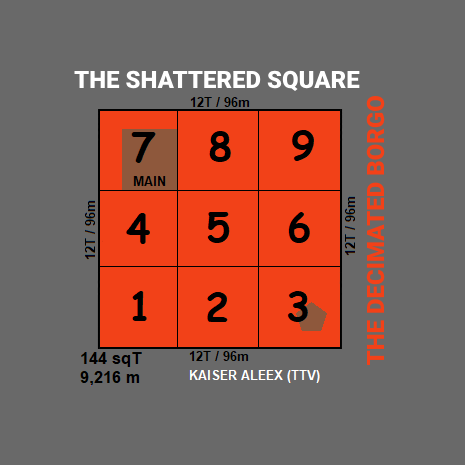 THE SHATTERED SQUARE
12T / 96m
7 8 9
MAIN
12T / 96m
4 5 6
12T / 96m
THE DECIMATED BORGO
1 2 3
144 sqT
9,216 m
12T / 96m
KAISER ALEEX (TTV)